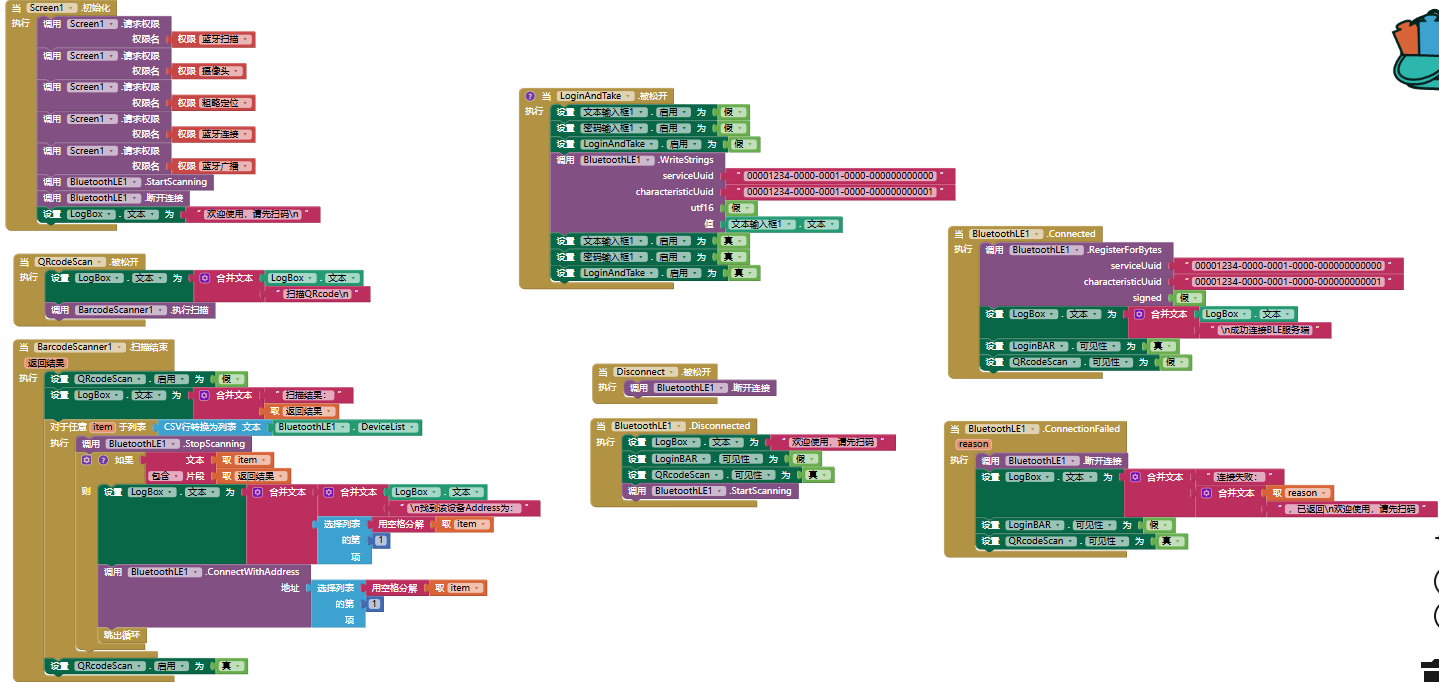 当 Screen1 .初始化
执行 调用 Screen1 .请求权限
权限名 权限 蓝牙扫描
调用 Screen1 .请求权限
权限名 权限 摄像头
调用 Screen1 .请求权限
权限名 权限 粗略定位
调用 Screen1 .请求权限
权限名 权限 蓝牙连接
调用 Screen1 .请求权限
权限名 权限 蓝牙广播
调用 BluetoothLE1 .StartScanning
调用 BluetoothLE1 .断开连接
设置 LogBox . 文本 为 " 欢迎使用，请先扫码\n "
当 QRcodeScan .被松开
执行 设置 LogBox . 文本 为 合并文本 LogBox . 文本
" 扫描QRcode\n "
调用 BarcodeScanner1 .执行扫描
当 BarcodeScanner1 .扫描结束
返回结果
执行 设置 QRcodeScan . 启用 为 假
设置 LogBox . 文本 为 合并文本 " 扫描结果： "
取 返回结果
对于任意 item 于列表 CSV行转换为列表 文本 BluetoothLE1 . DeviceList
执行 调用 BluetoothLE1 .StopScanning
如果 文本 取 item
包含 片段 取 返回结果
则 设置 LogBox . 文本 为 合并文本 合并文本 LogBox . 文本
" \n找到该设备Address为： "
选择列表 用空格分解 取 item
的第 1
项
调用 BluetoothLE1 .ConnectWithAddress
地址 选择列表 用空格分解 取 item
的第 1
项
跳出循环
设置 QRcodeScan . 启用 为 真
当 LoginAndTake .被松开
执行 设置 文本输入框1 . 启用 为 假
设置 密码输入框1 . 启用 为 假
设置 LoginAndTake . 启用 为 假
调用 BluetoothLE1 .WriteStrings
serviceUuid " 00001234-0000-0001-0000-000000000000 "
characteristicUuid " 00001234-0000-0001-0000-000000000001 "
utf16 假
值 文本输入框1 . 文本
设置 文本输入框1 . 启用 为 真
设置 密码输入框1 . 启用 为 真
设置 LoginAndTake . 启用 为 真
当 Disconnect .被松开
执行 调用 BluetoothLE1 .断开连接
当 BluetoothLE1 .Disconnected
执行 设置 LogBox . 文本 为 " 欢迎使用，请先扫码 "
设置 LoginBAR . 可见性 为 假
设置 QRcodeScan . 可见性 为 真
调用 BluetoothLE1 .StartScanning
当 BluetoothLE1 .Connected
执行 调用 BluetoothLE1 .RegisterForBytes
serviceUuid " 00001234-0000-0001-0000-000000000000 "
characteristicUuid " 00001234-0000-0001-0000-000000000001 "
signed 假
设置 LogBox . 文本 为 合并文本 LogBox . 文本
" \n成功连接BLE服务端 "
设置 LoginBAR . 可见性 为 真
设置 QRcodeScan . 可见性 为 假
当 BluetoothLE1 .ConnectionFailed
reason
执行 调用 BluetoothLE1 .断开连接
设置 LogBox . 文本 为 合并文本 " 连接失败： "
合并文本 取 reason
" ，已返回\n欢迎使用，请先扫码 "
设置 LoginBAR . 可见性 为 假
设置 QRcodeScan . 可见性 为 真